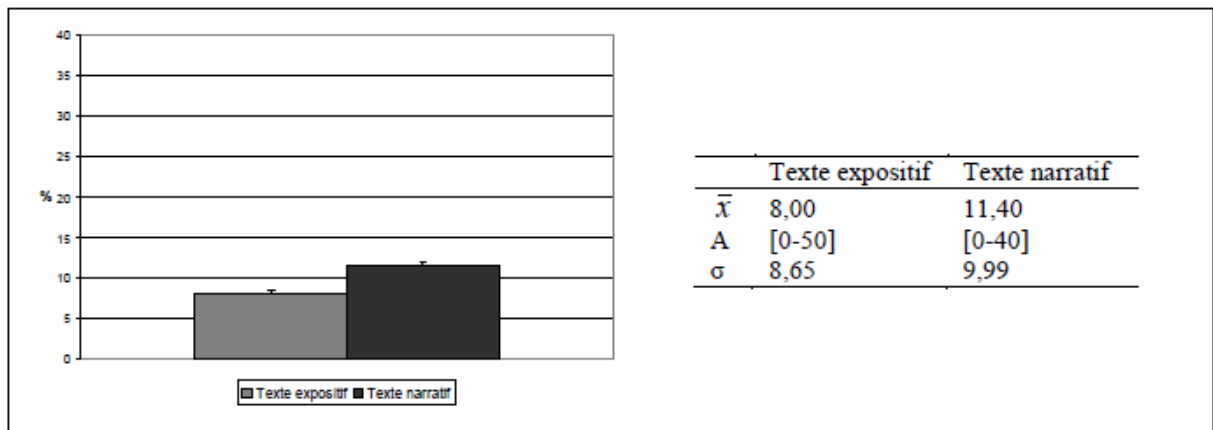 40
35
30
25
% 20
15
10
5
0
Texte expositif Texte narratif
Texte expositif Texte narratif
x̅ 8,00 11,40
A [0-50] [0-40]
σ 8,65 9,99